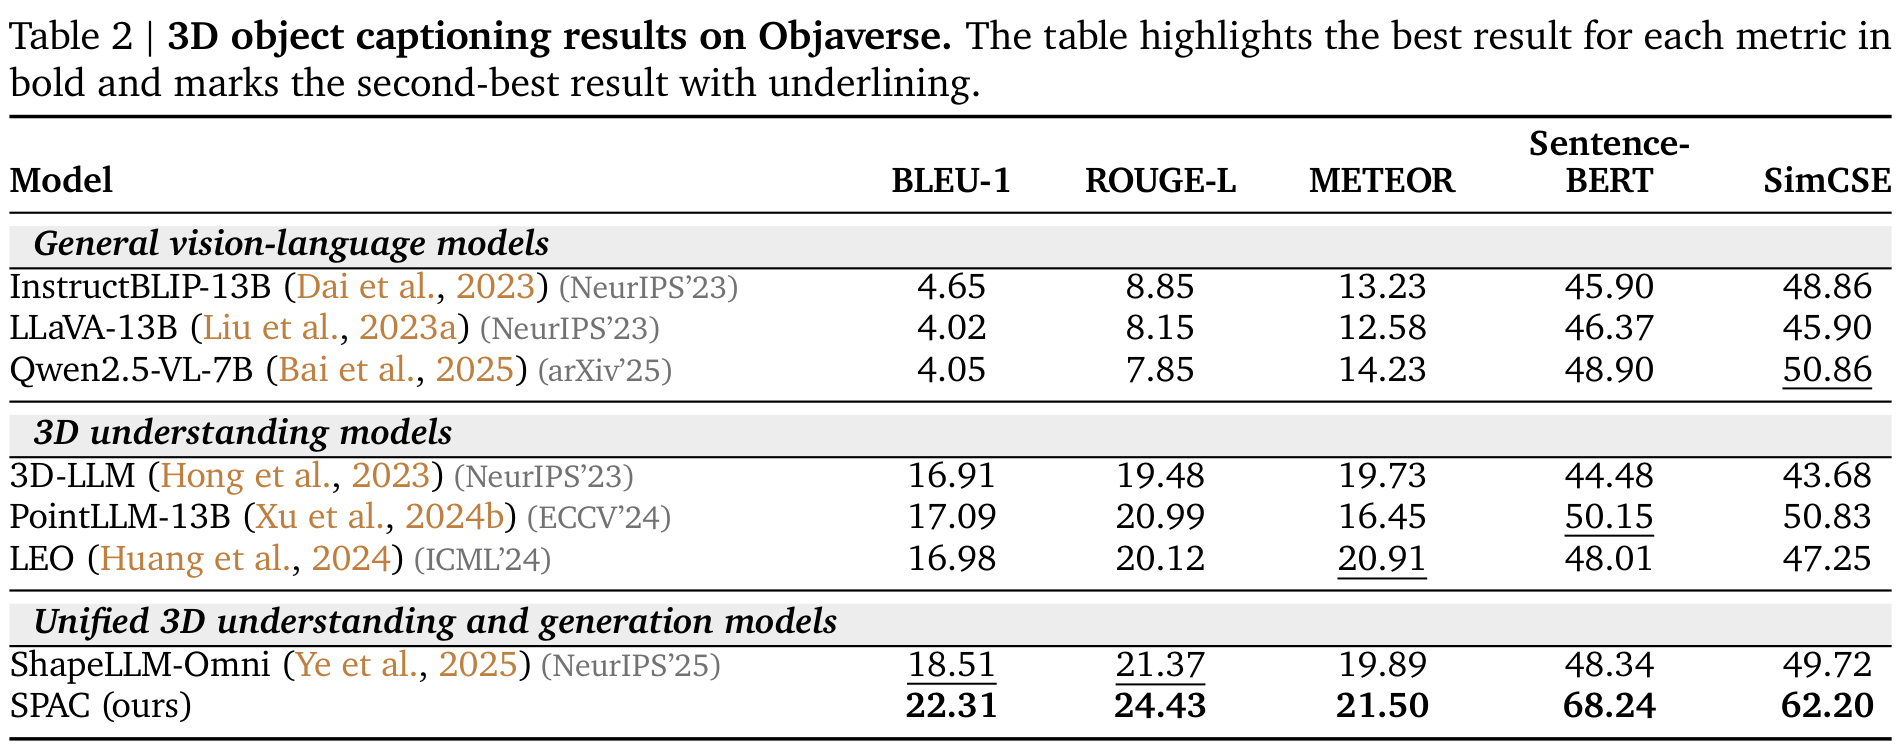 Table 2 | 3D object captioning results on Objaverse. The table highlights the best result for each metric in
bold and marks the second-best result with underlining.
Model BLEU-1 ROUGE-L METEOR Sentence-BERT SimCSE
General vision-language models
InstructBLIP-13B (Dai et al., 2023) (NeurIPS’23) 4.65 8.85 13.23 45.90 48.86
LLaVA-13B (Liu et al., 2023a) (NeurIPS’23) 4.02 8.15 12.58 46.37 45.90
Qwen2.5-VL-7B (Bai et al., 2025) (arXiv’25) 4.05 7.85 14.23 48.90 50.86
3D understanding models
3D-LLM (Hong et al., 2023) (NeurIPS’23) 16.91 19.48 19.73 44.48 43.68
PointLLM-13B (Xu et al., 2024b) (ECCV’24) 17.09 20.99 16.45 50.15 50.83
LEO (Huang et al., 2024) (ICML’24) 16.98 20.12 20.91 48.01 47.25
Unified 3D understanding and generation models
ShapeLLM-Omni (Ye et al., 2025) (NeurIPS’25) 18.51 21.37 19.89 48.34 49.72
SPAC (ours) 22.31 24.43 21.50 68.24 62.20